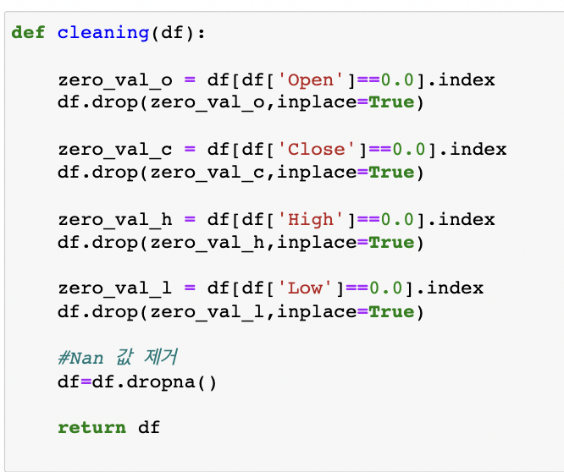 def cleaning(df):
zero_val_o = df[df['Open']==0.0].index
df.drop(zero_val_o,inplace=True)
zero_val_c = df[df['Close']==0.0].index
df.drop(zero_val_c,inplace=True)
zero_val_h = df[df['High']==0.0].index
df.drop(zero_val_h,inplace=True)
zero_val_l = df[df['Low']==0.0].index
df.drop(zero_val_l,inplace=True)
#Nan 값 제거
df=df.dropna()
return df